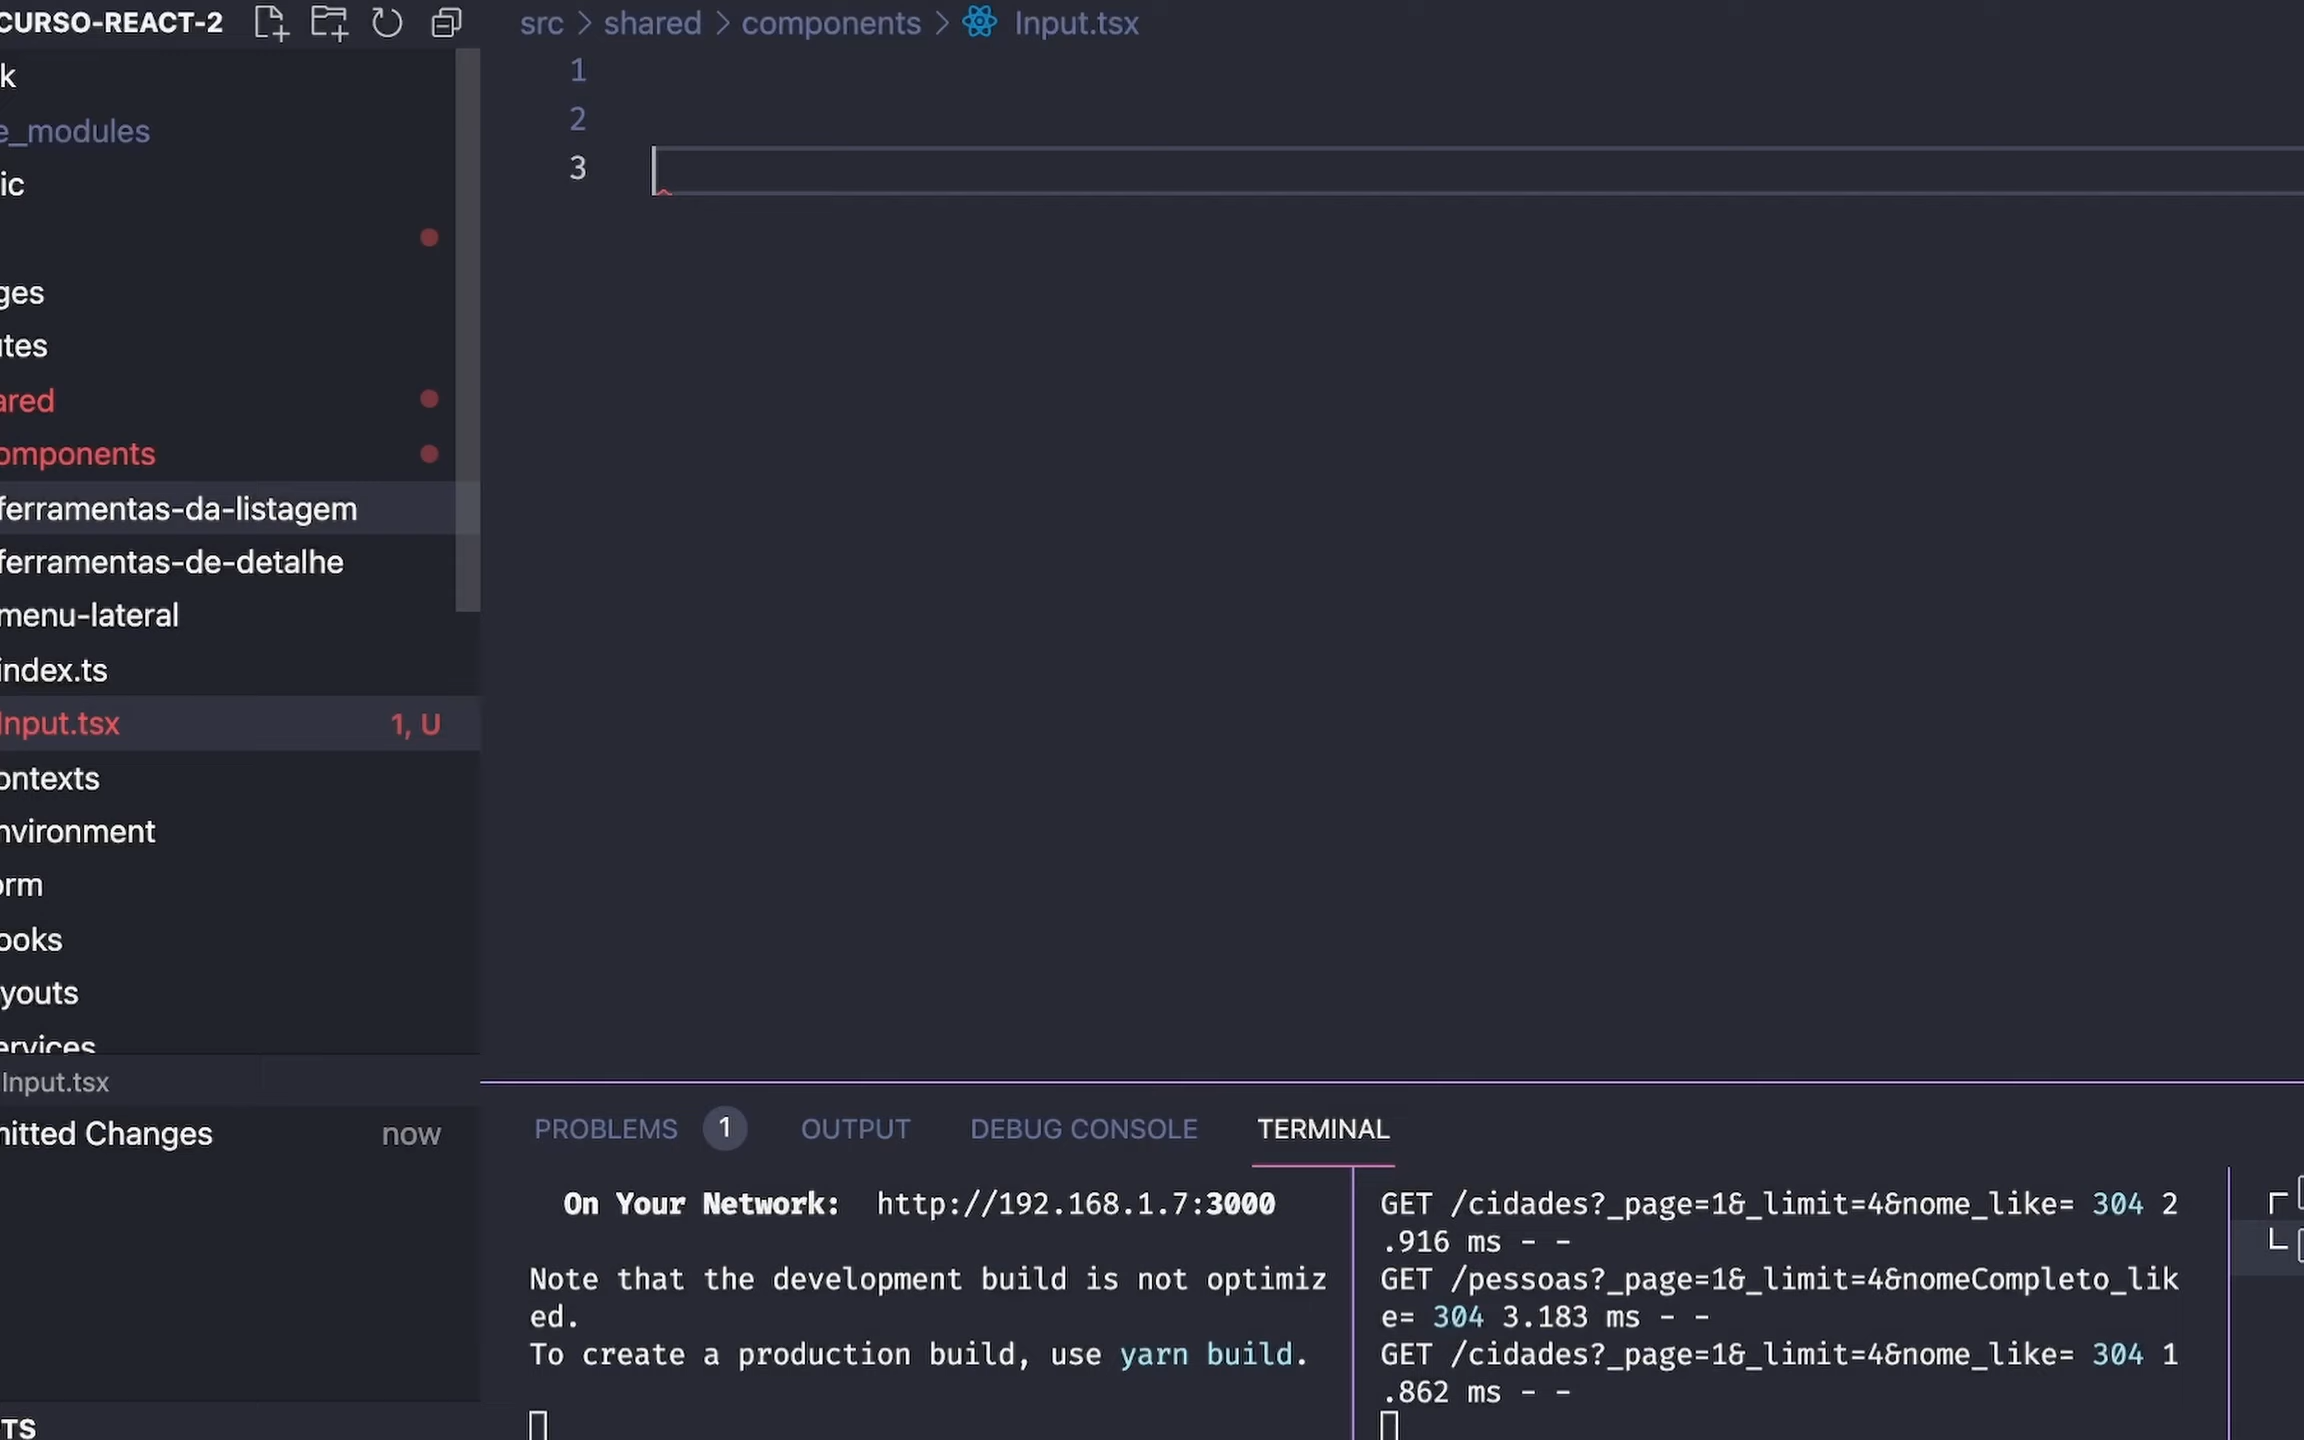 CURSO-REACT-2
k
e_modules
ic
ges
utes
ared
omponents
ferramentas-da-listagem
ferramentas-de-detalhe
menu-lateral
index.ts
Input.tsx 1, U
ontexts
nvironment
orm
ooks
youts
ervices
Input.tsx
mitted Changes now
TS
src > shared > components > Input.tsx
1
2
3
PROBLEMS 1 OUTPUT DEBUG CONSOLE TERMINAL
On Your Network: http://192.168.1.7:3000
Note that the development build is not optimiz
ed.
To create a production build, use yarn build.
GET /cidades?_page=1&_limit=4&nome_like= 304 2
.916 ms - -
GET /pessoas?_page=1&_limit=4&nomeCompleto_lik
e= 304 3.183 ms - -
GET /cidades?_page=1&_limit=4&nome_like= 304 1
.862 ms - -